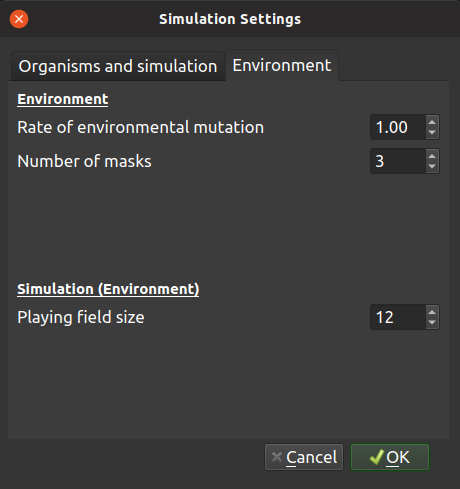 Simulation Settings
Organisms and simulation Environment
Environment
Rate of environmental mutation 1.00
Number of masks 3
Simulation (Environment)
Playing field size 12
Cancel OK